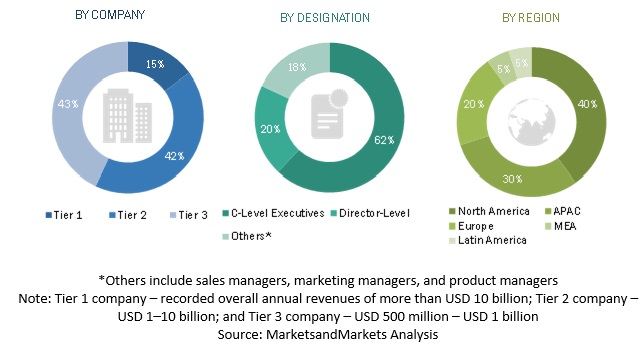 BY COMPANY
15%
42%
43%
Tier 1 Tier 2 Tier 3
BY DESIGNATION
18%
20%
62%
C-Level Executives Director-Level
Others*
BY REGION
5% 5%
20%
40%
30%
North America APAC
Europe MEA
Latin America
*Others include sales managers, marketing managers, and product managers
Note: Tier 1 company – recorded overall annual revenues of more than USD 10 billion; Tier 2 company –
USD 1–10 billion; and Tier 3 company – USD 500 million – USD 1 billion
Source: MarketsandMarkets Analysis